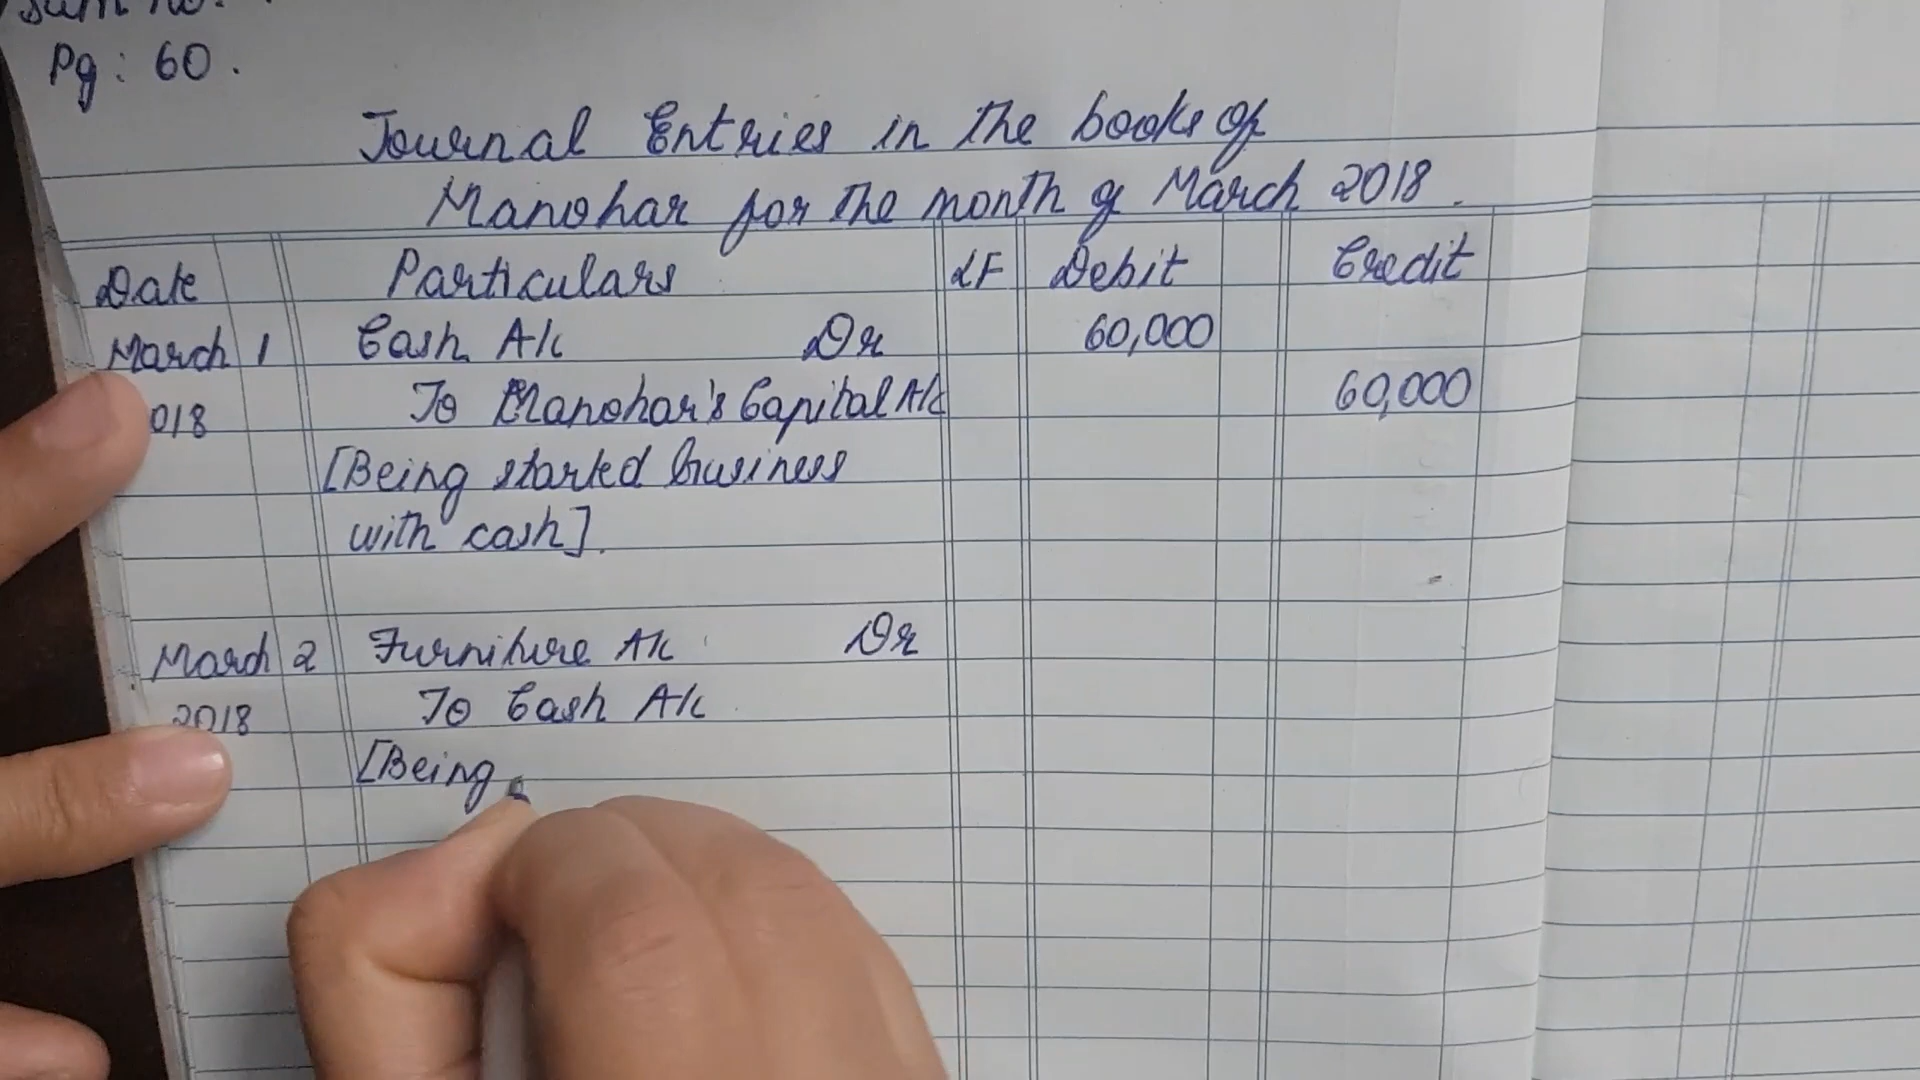 Pg: 60.
Journal Entries in the books of
Manohar for the month of March 2018.
Date Particulars LF Debit Credit
March 1 Cash A/c Dr 60,000
018 To Manohar's Capital A/c 60,000
[Being started business
with cash].
March 2 Furniture A/c Dr
2018 To Cash A/c
[Being